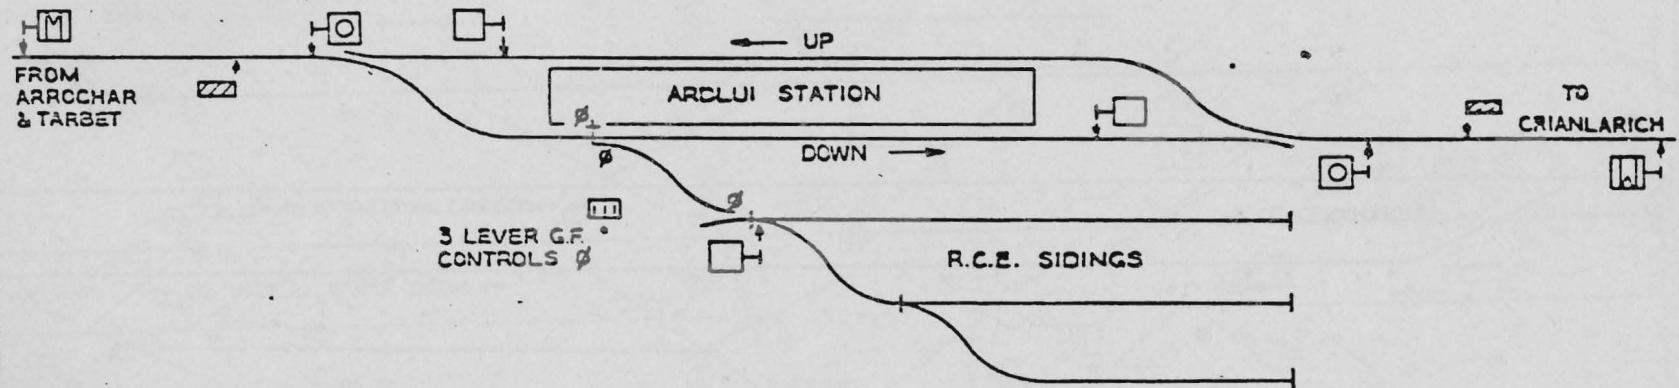 M
UP
FROM
ARROCHAR
& TARBET
ARDLUI STATION
TO
CRIANLARICH
DOWN
Ø
Ø
Ø
3 LEVER G.F.
CONTROLS Ø
R.C.E. SIDINGS